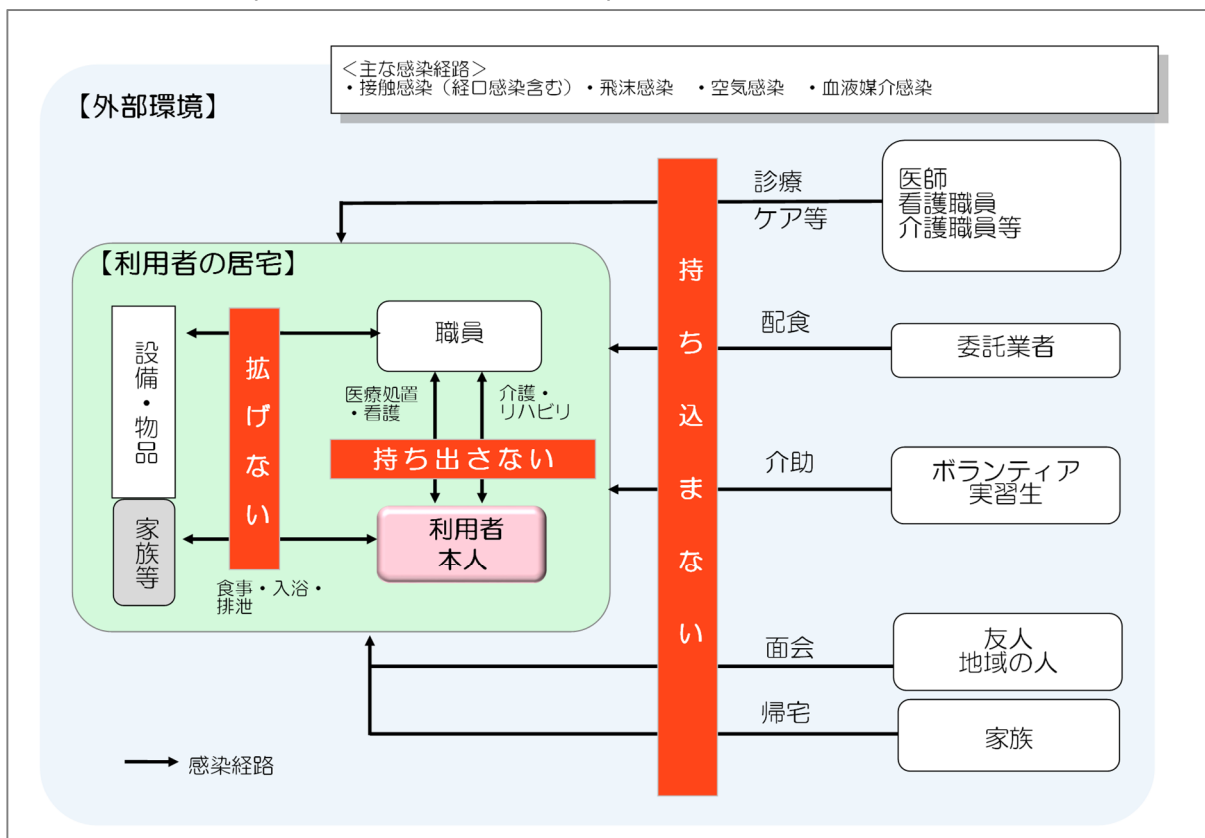 <主な感染経路>
・接触感染（経口感染含む）・飛沫感染　・空気感染　・血液媒介感染
【外部環境】
診療
ケア等
医師
看護職員
介護職員等
【利用者の居宅】
持ち込まない
設備・物品
拡げない
職員
配食
委託業者
医療処置
・看護
介護・
リハビリ
持ち出さない
介助
ボランティア
実習生
家族等
利用者
本人
食事・入浴・
排泄
面会
友人
地域の人
帰宅
家族
感染経路